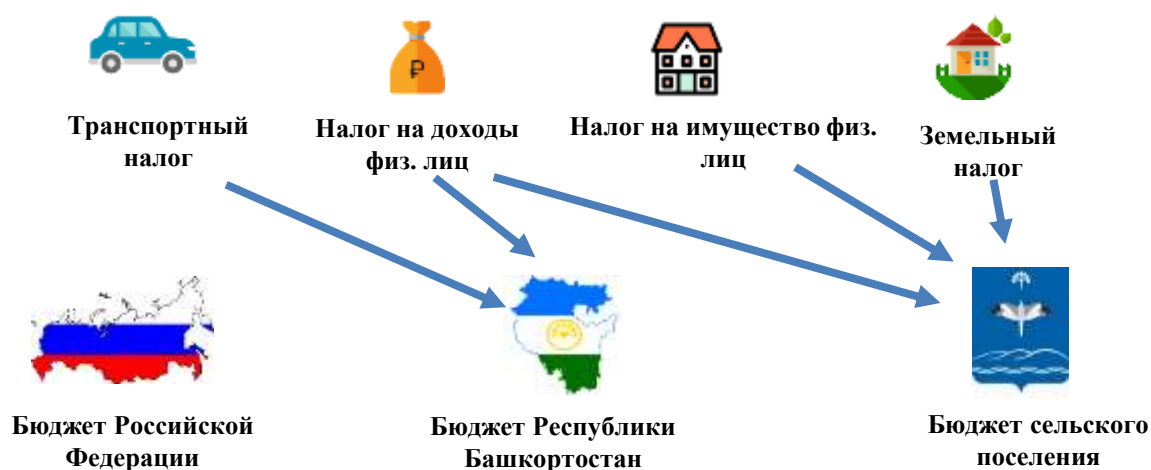 ₽
Транспортный
налог
Налог на доходы
физ. лиц
Налог на имущество физ.
лиц
Земельный
налог
Бюджет Российской
Федерации
Бюджет Республики
Башкортостан
Бюджет сельского
поселения